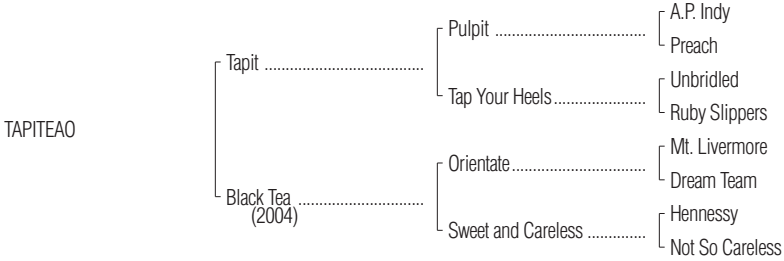 A.P. Indy
Pulpit ......................................
Preach
Tapit ........................................
Unbridled
Tap Your Heels.......................
Ruby Slippers
TAPITEAO
Mt. Livermore
Orientate..................................
Dream Team
Black Tea ................................
(2004)
Hennessy
Sweet and Careless ...............
Not So Careless